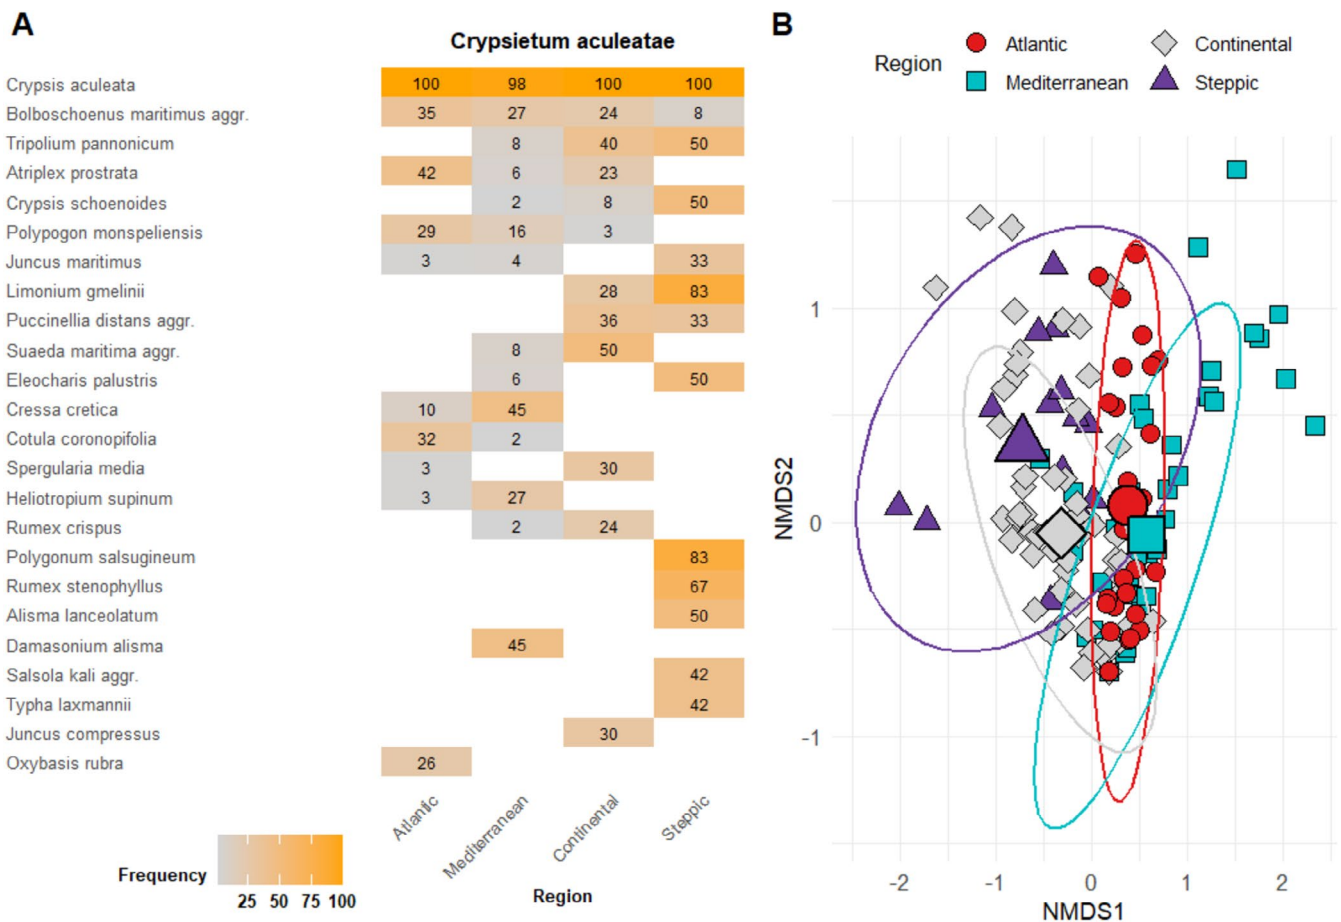 A
Crypsietum aculeatae
Crypsis aculeata 100 98 100 100
Bolboschoenus maritimus aggr. 35 27 24 8
Tripolium pannonicum 8 40 50
Atriplex prostrata 42 6 23
Crypsis schoenoides 2 8 50
Polypogon monspeliensis 29 16 3
Juncus maritimus 3 4 33
Limonium gmelinii 28 83
Puccinellia distans aggr. 36 33
Suaeda maritima aggr. 8 50
Eleocharis palustris 6 50
Cressa cretica 10 45
Cotula coronopifolia 32 2
Spergularia media 3 30
Heliotropium supinum 3 27
Rumex crispus 2 24
Polygonum salsugineum 83
Rumex stenophyllus 67
Alisma lanceolatum 50
Damasonium alisma 45
Salsola kali aggr. 42
Typha laxmannii 42
Juncus compressus 30
Oxybasis rubra 26
Atlantic Mediterranean Continental Steppic
Region
Frequency
25 50 75 100
B
Region
Atlantic Continental
Mediterranean Steppic
NMDS2
1
0
-1
-2 -1 0 1 2
NMDS1